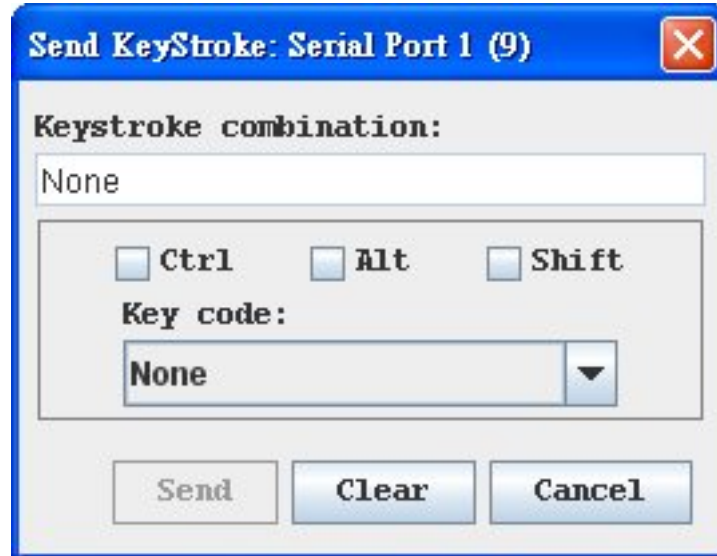 Send KeyStroke: Serial Port 1 (9)
Keystroke combination:
None
Ctrl Alt Shift
Key code:
None
Send Clear Cancel